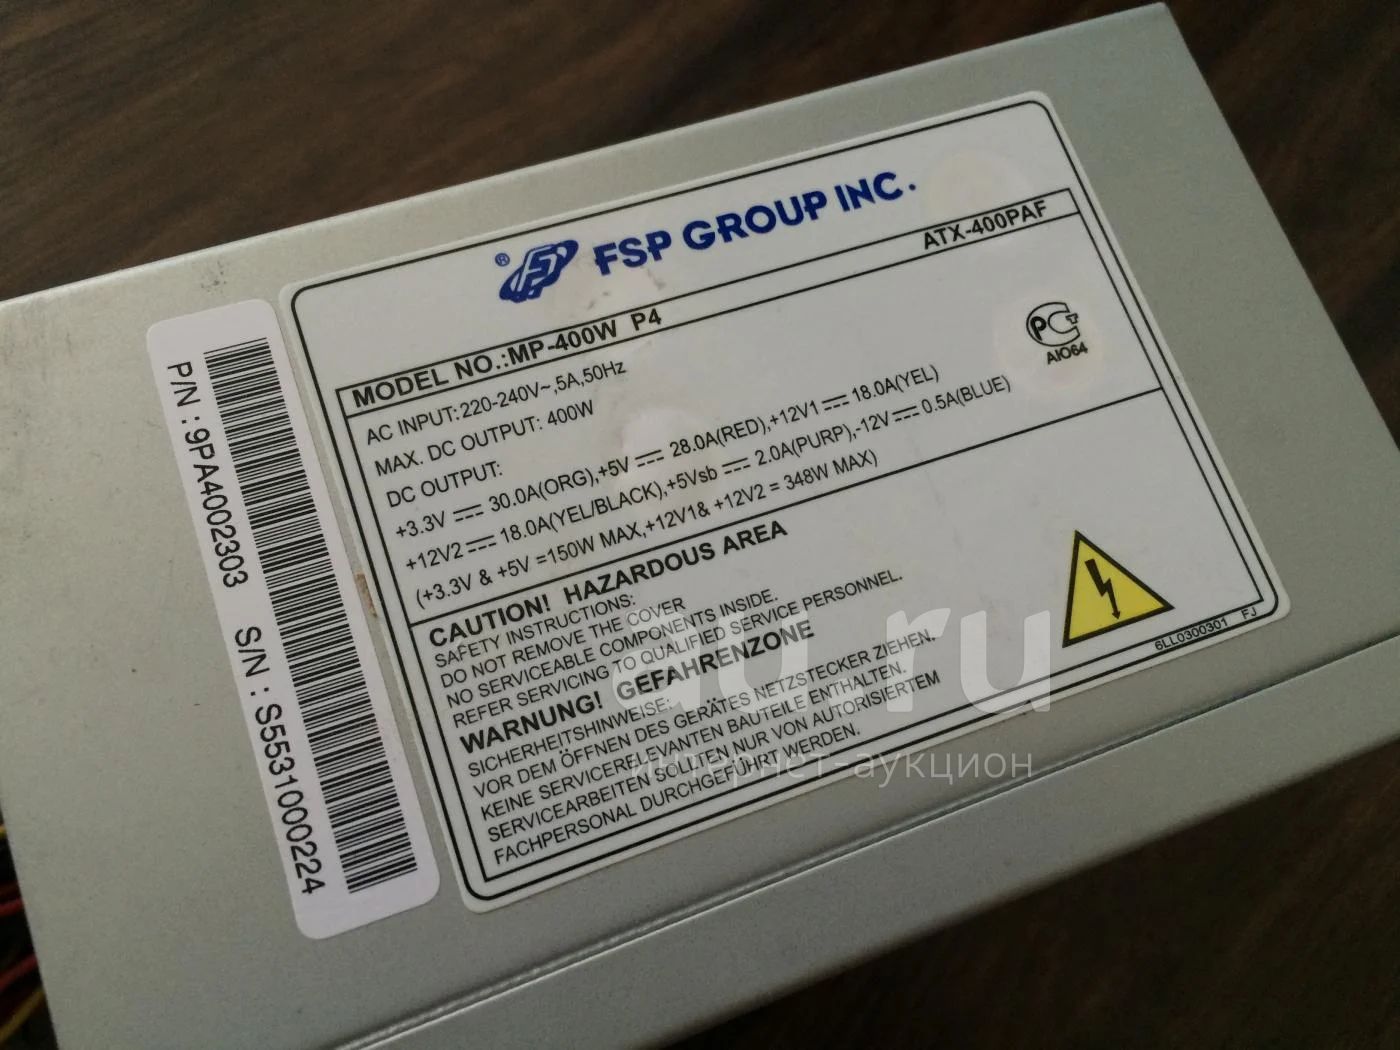 ® FSP GROUP INC.
ATX-400PAF
MODEL NO.:MP-400W P4
AC INPUT:220-240V~,5A,50Hz
MAX. DC OUTPUT: 400W
DC OUTPUT:
+3.3V ⎓ 30.0A(ORG),+5V ⎓ 28.0A(RED),+12V1 ⎓ 18.0A(YEL)
+12V2 ⎓ 18.0A(YEL/BLACK),+5Vsb ⎓ 2.0A(PURP),-12V ⎓ 0.5A(BLUE)
(+3.3V & +5V =150W MAX,+12V1& +12V2 = 348W MAX)
РСТ
АЮ64
CAUTION! HAZARDOUS AREA
SAFETY INSTRUCTIONS:
DO NOT REMOVE THE COVER
NO SERVICEABLE COMPONENTS INSIDE.
REFER SERVICING TO QUALIFIED SERVICE PERSONNEL.
WARNUNG! GEFAHRENZONE
SICHERHEITSHINWEISE:
VOR DEM ÖFFNEN DES GERÄTES NETZSTECKER ZIEHEN.
KEINE SERVICERELEVANTEN BAUTEILE ENTHALTEN.
SERVICEARBEITEN SOLLTEN NUR VON AUTORISIERTEM
FACHPERSONAL DURCHGEFÜHRT WERDEN.
6LL0300301 FJ
P/N : 9PA4002303 S/N : S5531000224
au.ru
интернет-аукцион